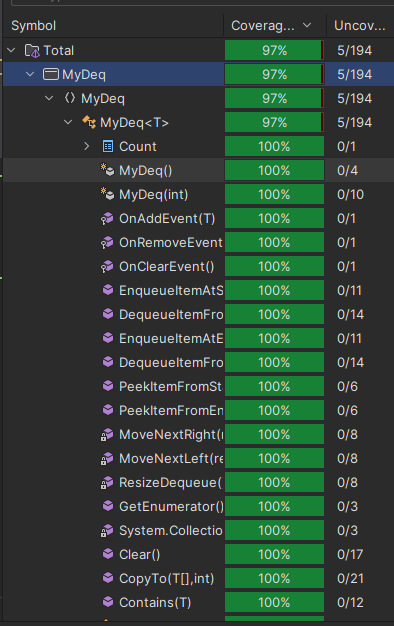 Symbol Coverag... Uncov...
Total 97% 5/194
MyDeq 97% 5/194
MyDeq 97% 5/194
MyDeq<T> 97% 5/194
Count 100% 0/1
MyDeq() 100% 0/4
MyDeq(int) 100% 0/10
OnAddEvent(T) 100% 0/1
OnRemoveEvent 100% 0/1
OnClearEvent() 100% 0/1
EnqueueItemAtS 100% 0/11
DequeueItemFro 100% 0/14
EnqueueItemAtE 100% 0/11
DequeueItemFro 100% 0/14
PeekItemFromSt 100% 0/6
PeekItemFromEn 100% 0/6
MoveNextRight(r 100% 0/8
MoveNextLeft(re 100% 0/8
ResizeDequeue( 100% 0/8
GetEnumerator() 100% 0/3
System.Collectio 100% 0/3
Clear() 100% 0/17
CopyTo(T[],int) 100% 0/21
Contains(T) 100% 0/12